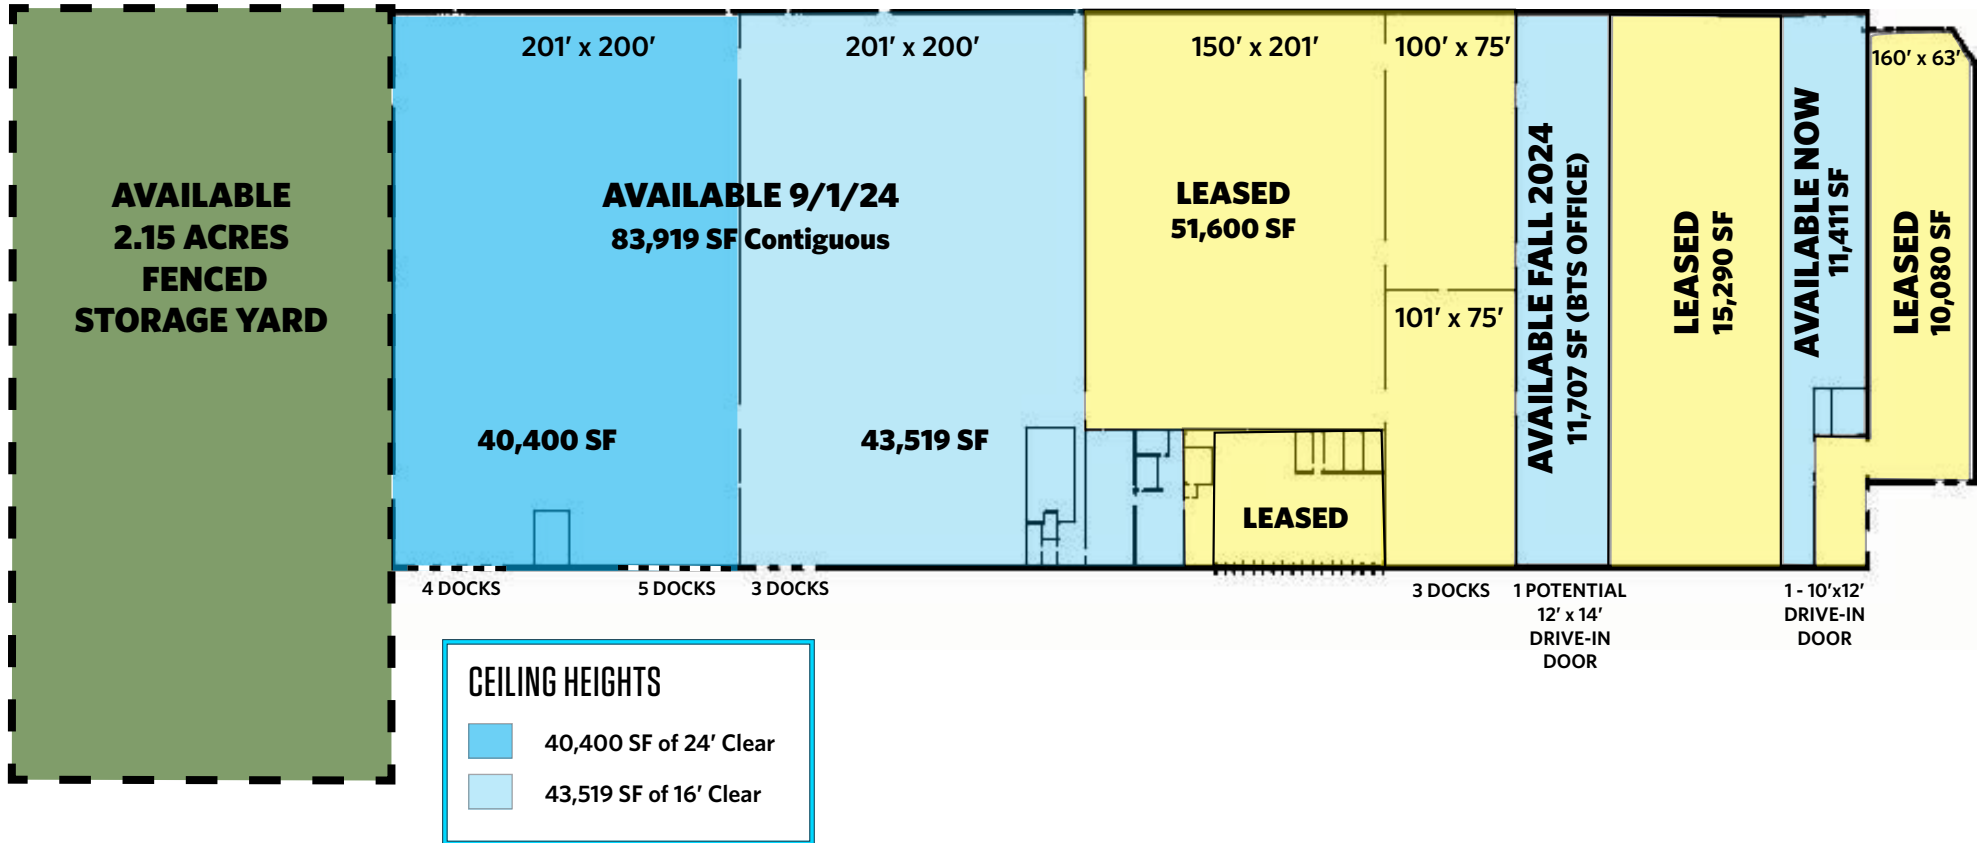 201' x 200'
201' x 200'
150' x 201'
100' x 75'
160' x 63'
AVAILABLE
2.15 ACRES
FENCED
STORAGE YARD
AVAILABLE 9/1/24
83,919 SF Contiguous
LEASED
51,600 SF
101' x 75'
AVAILABLE FALL 2024
11,707 SF (BTS OFFICE)
LEASED
15,290 SF
AVAILABLE NOW
11,411 SF
LEASED
10,080 SF
40,400 SF
43,519 SF
LEASED
4 DOCKS
5 DOCKS
3 DOCKS
3 DOCKS
1 POTENTIAL
12' x 14'
DRIVE-IN
DOOR
1 - 10'x12'
DRIVE-IN
DOOR
CEILING HEIGHTS
40,400 SF of 24' Clear
43,519 SF of 16' Clear